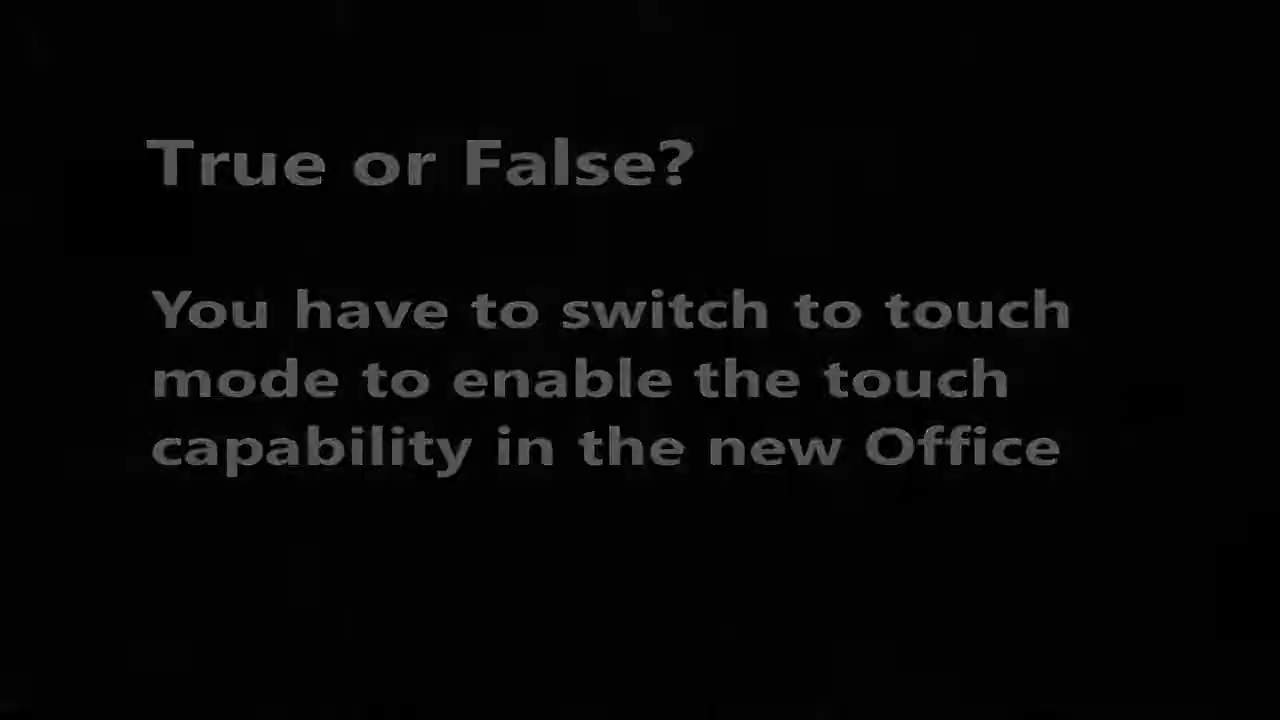 True or False?
You have to switch to touch
mode to enable the touch
capability in the new Office